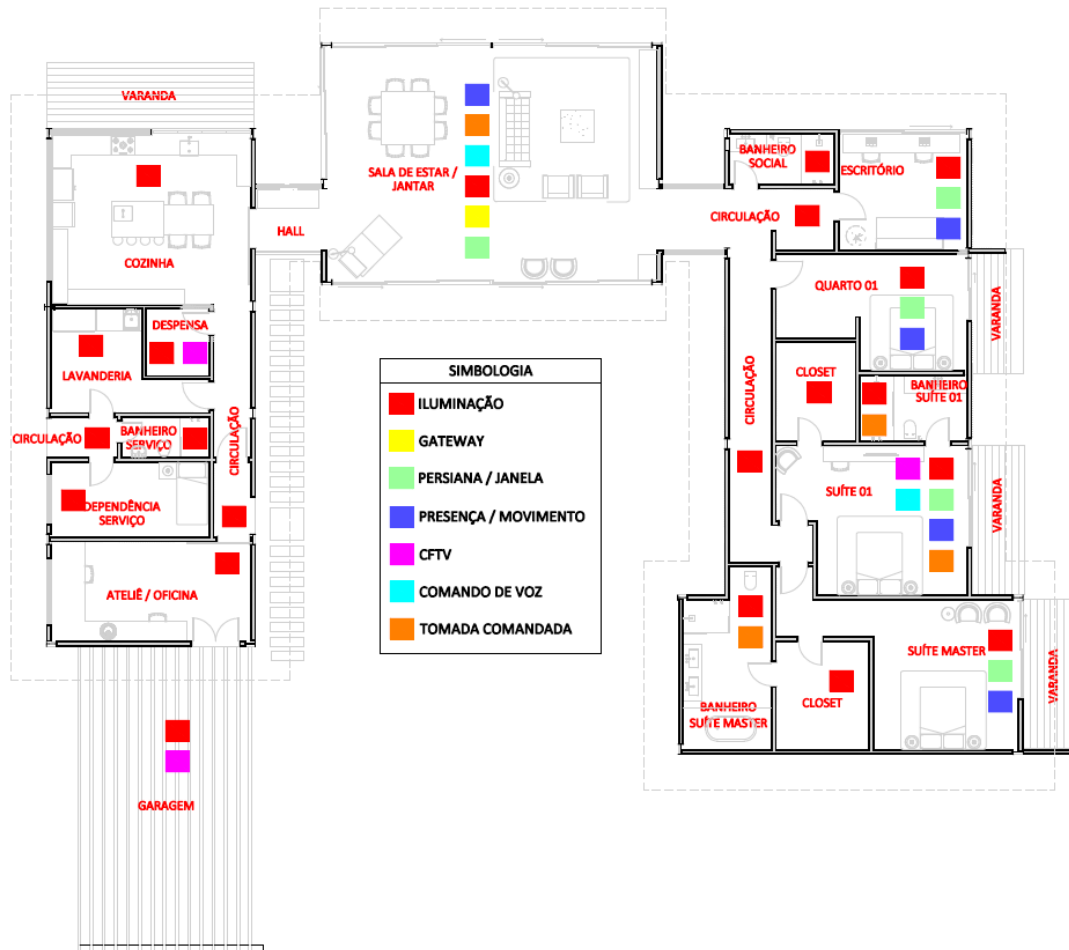 VARANDA
COZINHA
HALL
SALA DE ESTAR /
JANTAR
BANHEIRO
SOCIAL
ESCRITÓRIO
CIRCULAÇÃO
QUARTO 01
VARANDA
DESPENSA
LAVANDERIA
CIRCULAÇÃO
BANHEIRO
SERVIÇO
CIRCULAÇÃO
DEPENDÊNCIA
SERVIÇO
ATELIÊ / OFICINA
GARAGEM
SIMBOLOGIA
ILUMINAÇÃO
GATEWAY
PERSIANA / JANELA
PRESENÇA / MOVIMENTO
CFTV
COMANDO DE VOZ
TOMADA COMANDADA
CIRCULAÇÃO
CLOSET
BANHEIRO
SUÍTE 01
SUÍTE 01
VARANDA
SUÍTE MASTER
BANHEIRO
SUÍTE MASTER
CLOSET
VARANDA